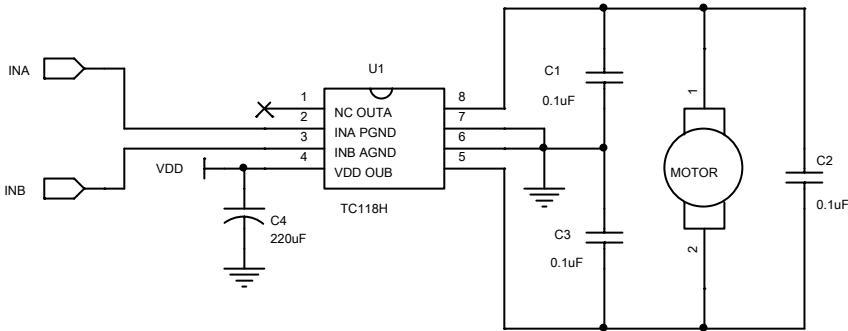 INA
INB
VDD
C4
220uF
U1
1
2
3
4
NC OUTA
INA PGND
INB AGND
VDD OUB
8
7
6
5
TC118H
C1
0.1uF
C3
0.1uF
1
MOTOR
2
C2
0.1uF